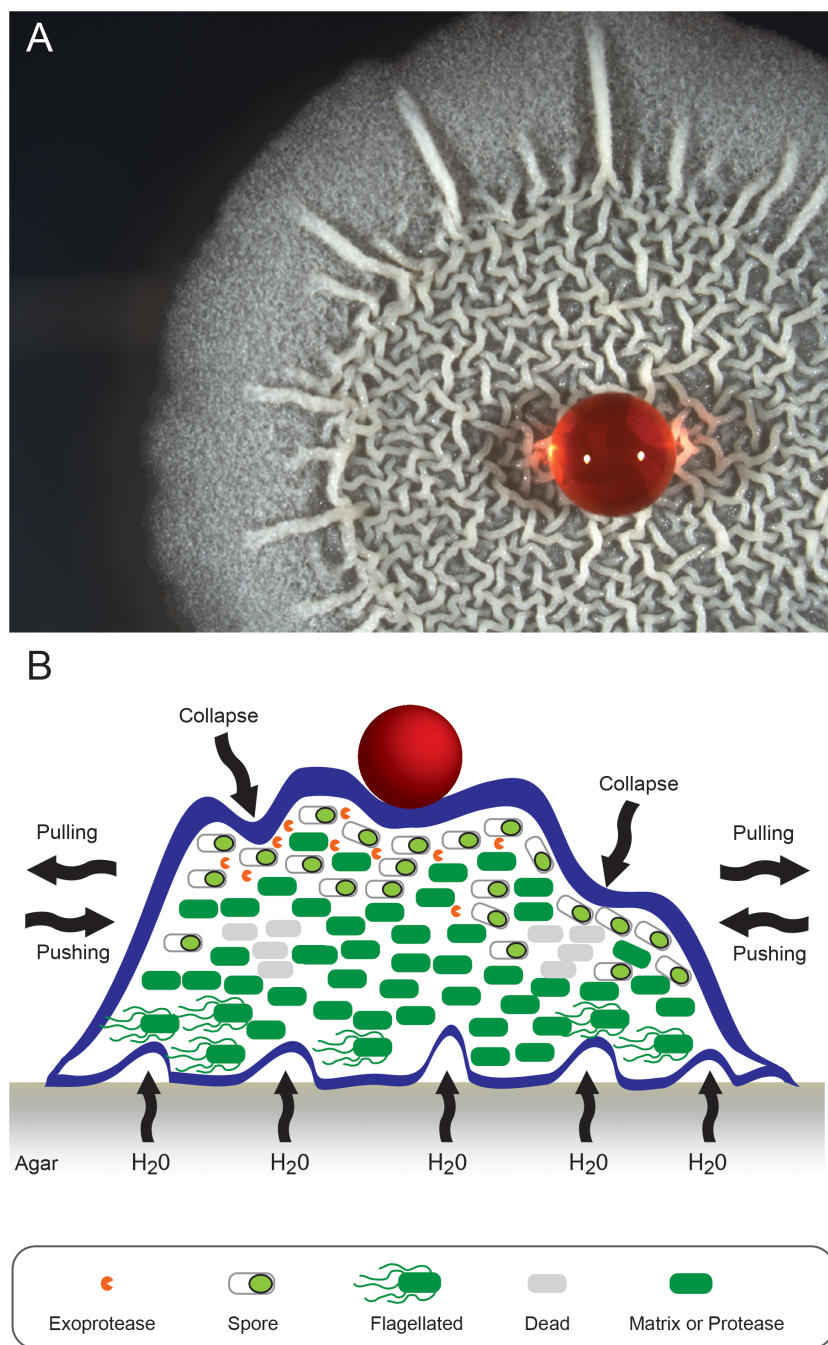 A
B
Collapse
Collapse
Pulling
Pulling
Pushing
Pushing
Agar
H20
H20
H20
H20
H20
Exoprotease
Spore
Flagellated
Dead
Matrix or Protease